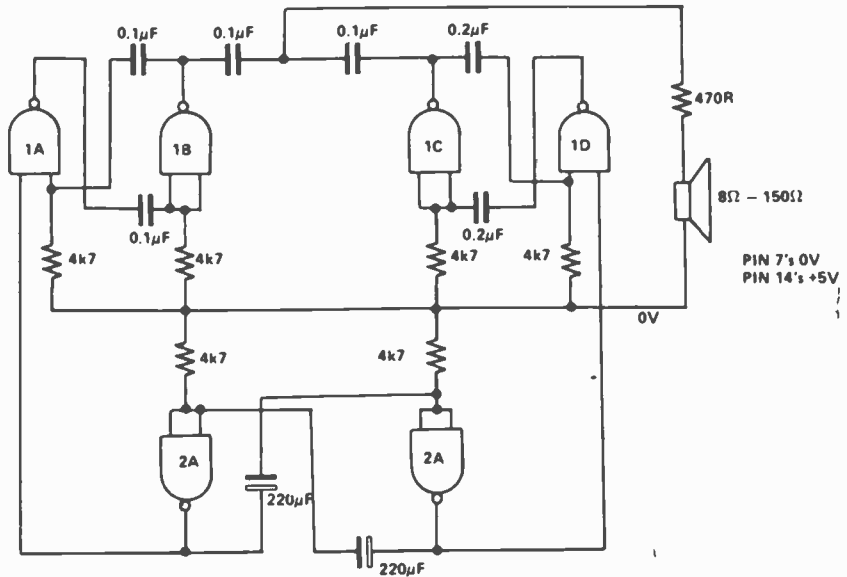 0.1µF
0.1µF
0.1µF
0.2µF
470R
1A
1B
1C
1D
8Ω – 150Ω
0.1µF
0.2µF
4k7
4k7
4k7
4k7
PIN 7's 0V
PIN 14's +5V
0V
4k7
4k7
2A
2A
220µF
220µF